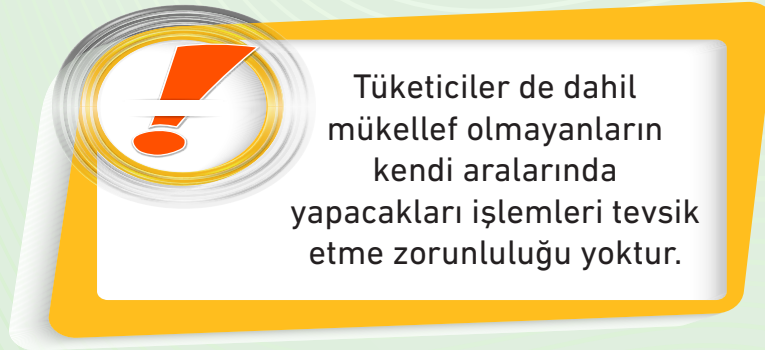 Tüketiciler de dahil
mükellef olmayanların
kendi aralarında
yapacakları işlemleri tevsik
etme zorunluluğu yoktur.